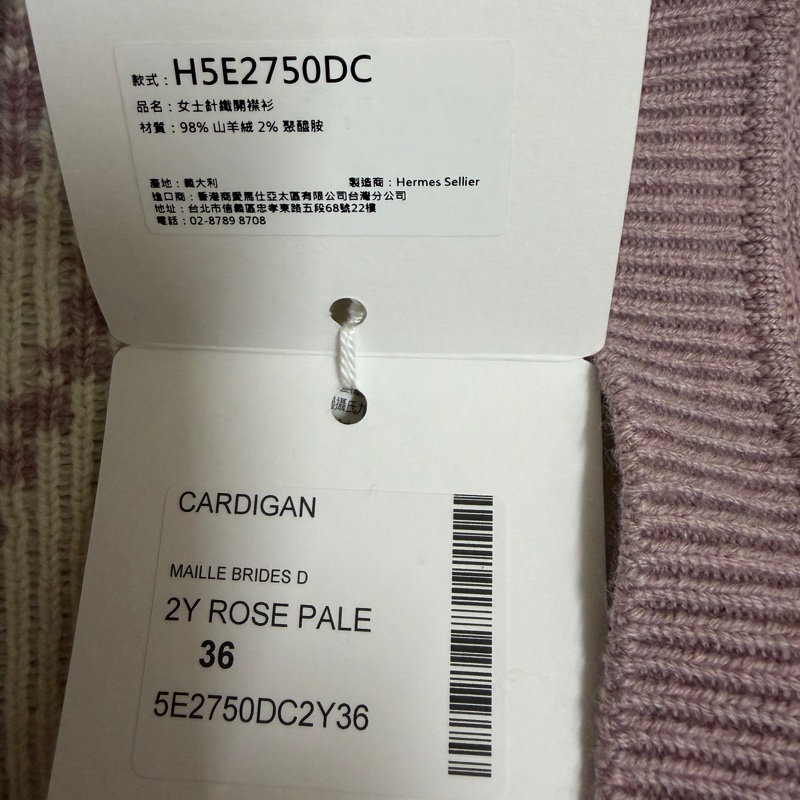 款式：H5E2750DC
品名：女士針織開襟衫
材質：98% 山羊絨 2% 聚醯胺
產地：義大利 製造商：Hermes Sellier
進口商：香港商愛馬仕亞太區有限公司台灣分公司
地址：台北市信義區忠孝東路五段68號22樓
電話：02-8789 8708
攝氏
CARDIGAN
MAILLE BRIDES D
2Y ROSE PALE
36
5E2750DC2Y36